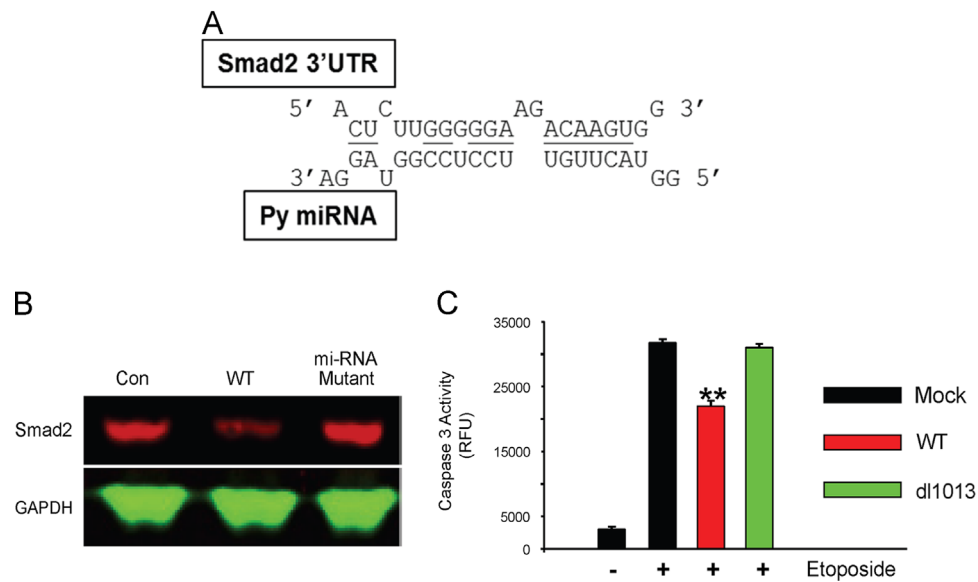 A
Smad2 3'UTR
5' A C AG G 3'
CU UUGGGGGA ACAAGUG
GA GGCCUCCU UGUUCAU
3'AG U GG 5'
Py miRNA
B
Con WT mi-RNA Mutant
Smad2
GAPDH
C
Caspase 3 Activity
(RFU)
35000
25000
15000
5000
0
**
- + + + Etoposide
Mock
WT
dl1013